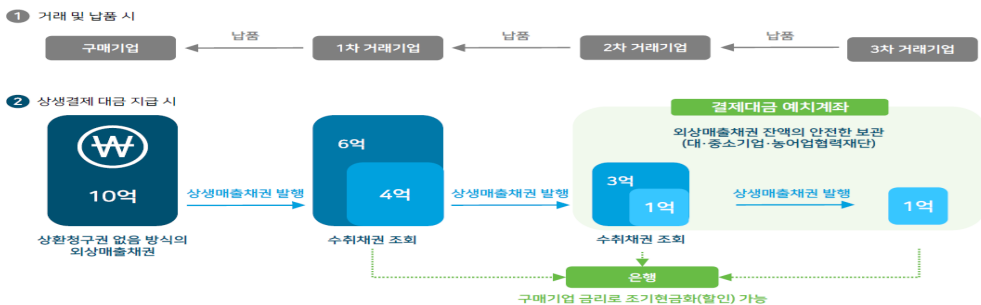 1 거래 및 납품 시
구매기업 납품 1차 거래기업 납품 2차 거래기업 납품 3차 거래기업
2 상생결제 대금 지급 시
결제대금 예치계좌
외상매출채권 잔액의 안전한 보관
(대·중소기업·농어업협력재단)
₩
10억 상생매출채권 발행 6억 4억 상생매출채권 발행 3억 1억 상생매출채권 발행 1억
상환청구권 없음 방식의
외상매출채권
수취채권 조회 수취채권 조회
은행
구매기업 금리로 조기현금화(할인) 가능